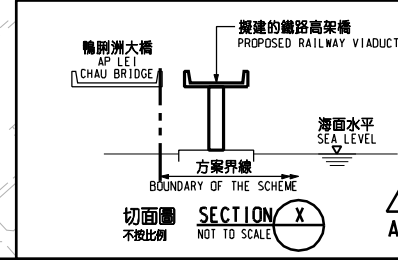 鴨脷洲大橋
AP LEI
CHAU BRIDGE
擬建的鐵路高架橋
PROPOSED RAILWAY VIADUCT
海面水平
SEA LEVEL
方案界線
BOUNDARY OF THE SCHEME
切面圖
不按比例
SECTION X
NOT TO SCALE
A